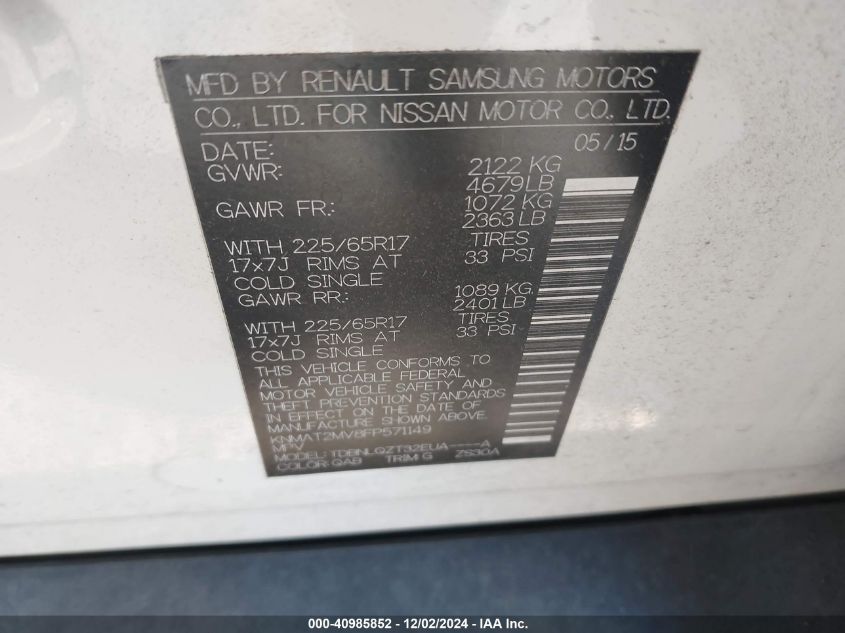 MFD BY RENAULT SAMSUNG MOTORS
CO., LTD. FOR NISSAN MOTOR CO., LTD.
DATE: 05/15
GVWR: 2122 KG
4679 LB
GAWR FR.: 1072 KG
2363 LB
WITH 225/65R17 TIRES
17x7J RIMS AT 33 PSI
COLD SINGLE
GAWR RR.: 1089 KG
2401 LB
WITH 225/65R17 TIRES
17x7J RIMS AT 33 PSI
COLD SINGLE
THIS VEHICLE CONFORMS TO
ALL APPLICABLE FEDERAL
MOTOR VEHICLE SAFETY AND
THEFT PREVENTION STANDARDS
IN EFFECT ON THE DATE OF
MANUFACTURE SHOWN ABOVE.
KNMAT2MV8FP571149
MPV
MODEL: TDBNLQZT32EUA----A
COLOR: QAB TRIM G ZS30A
000-40985852 / 12/02/2024 - IAA Inc.